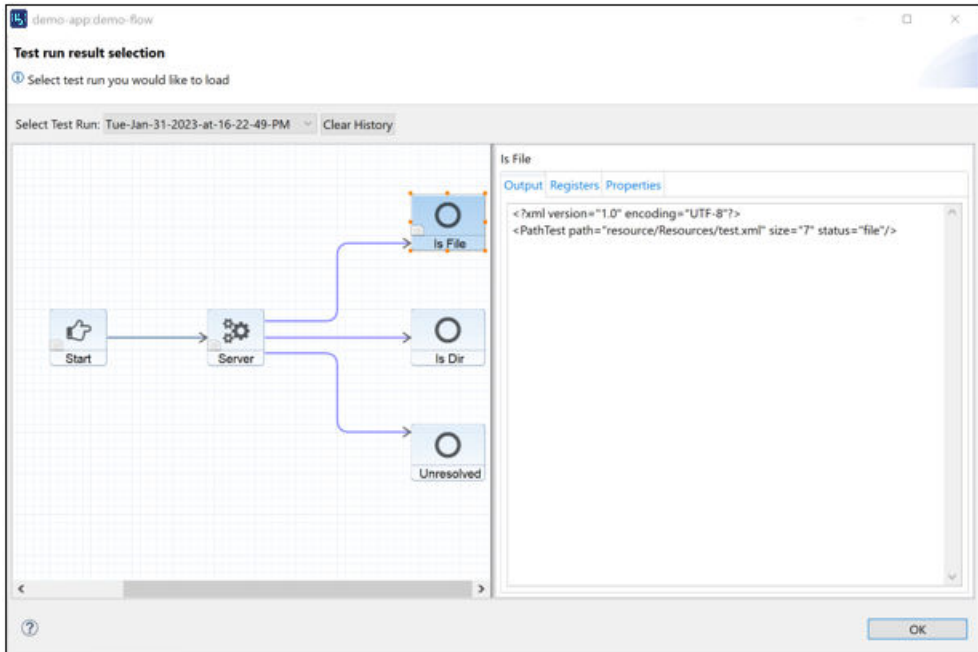 demo-app:demo-flow
Test run result selection
Select test run you would like to load
Select Test Run: Tue-Jan-31-2023-at-16-22-49-PM Clear History
Is File
Output Registers Properties
<?xml version="1.0" encoding="UTF-8"?>
<PathTest path="resource/Resources/test.xml" size="7" status="file"/>
Is File
Start
Server
Is Dir
Unresolved
OK